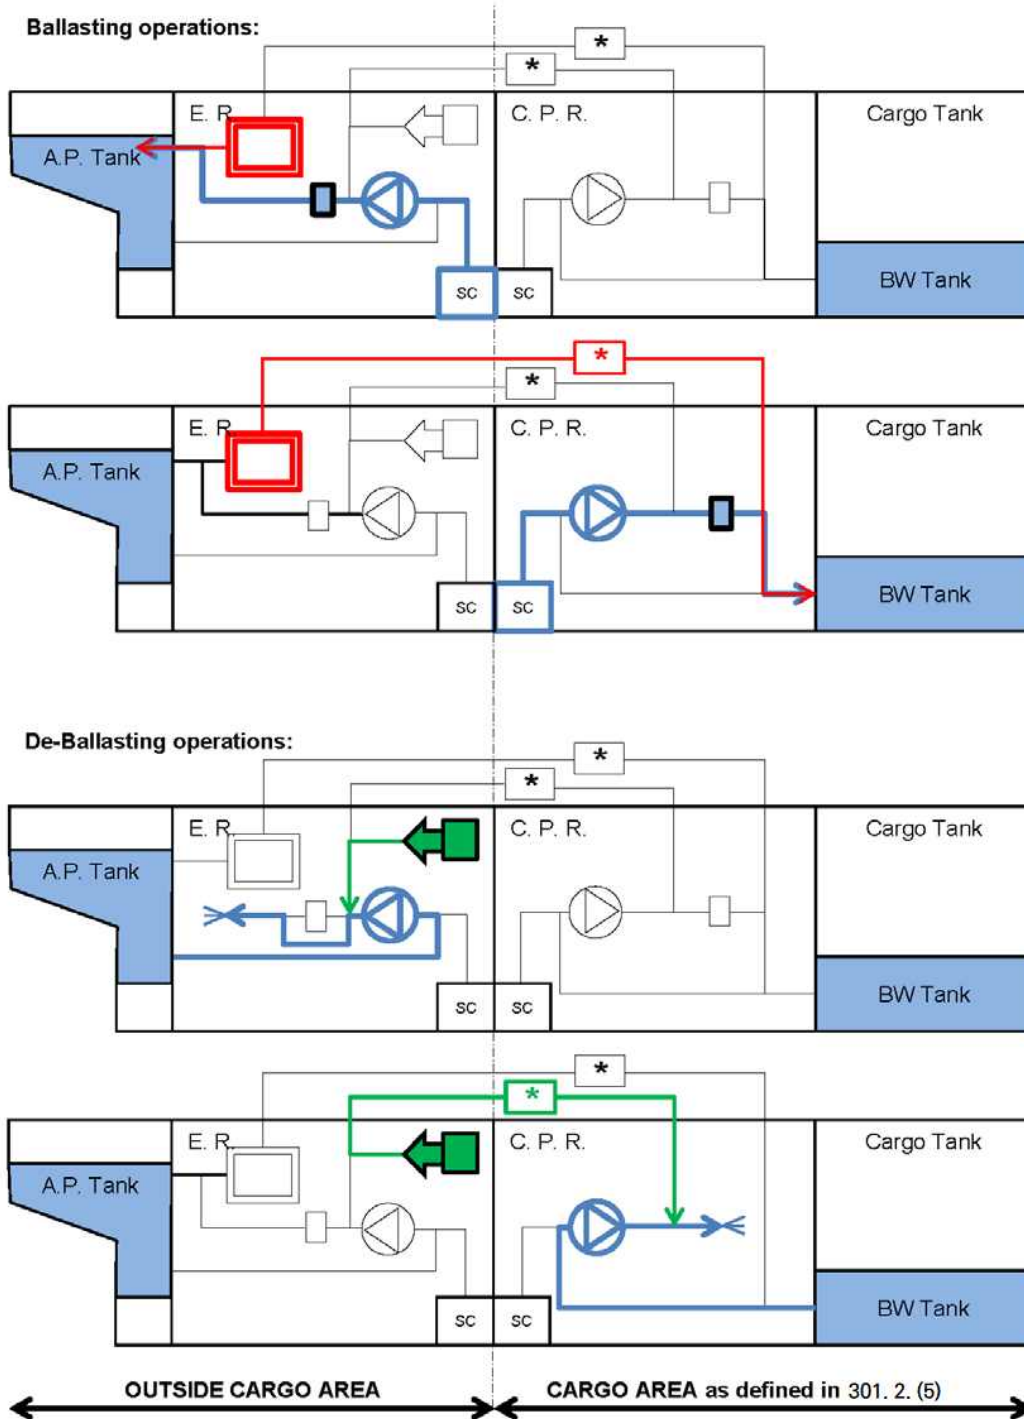 Ballasting operations:
*
*
E. R.
C. P. R.
Cargo Tank
A.P. Tank
BW Tank
sc
sc
*
*
E. R.
C. P. R.
Cargo Tank
A.P. Tank
BW Tank
sc
sc
De-Ballasting operations:
*
*
E. R.
C. P. R.
Cargo Tank
A.P. Tank
BW Tank
sc
sc
*
*
E. R.
C. P. R.
Cargo Tank
A.P. Tank
BW Tank
sc
sc
OUTSIDE CARGO AREA
CARGO AREA as defined in 301. 2. (5)